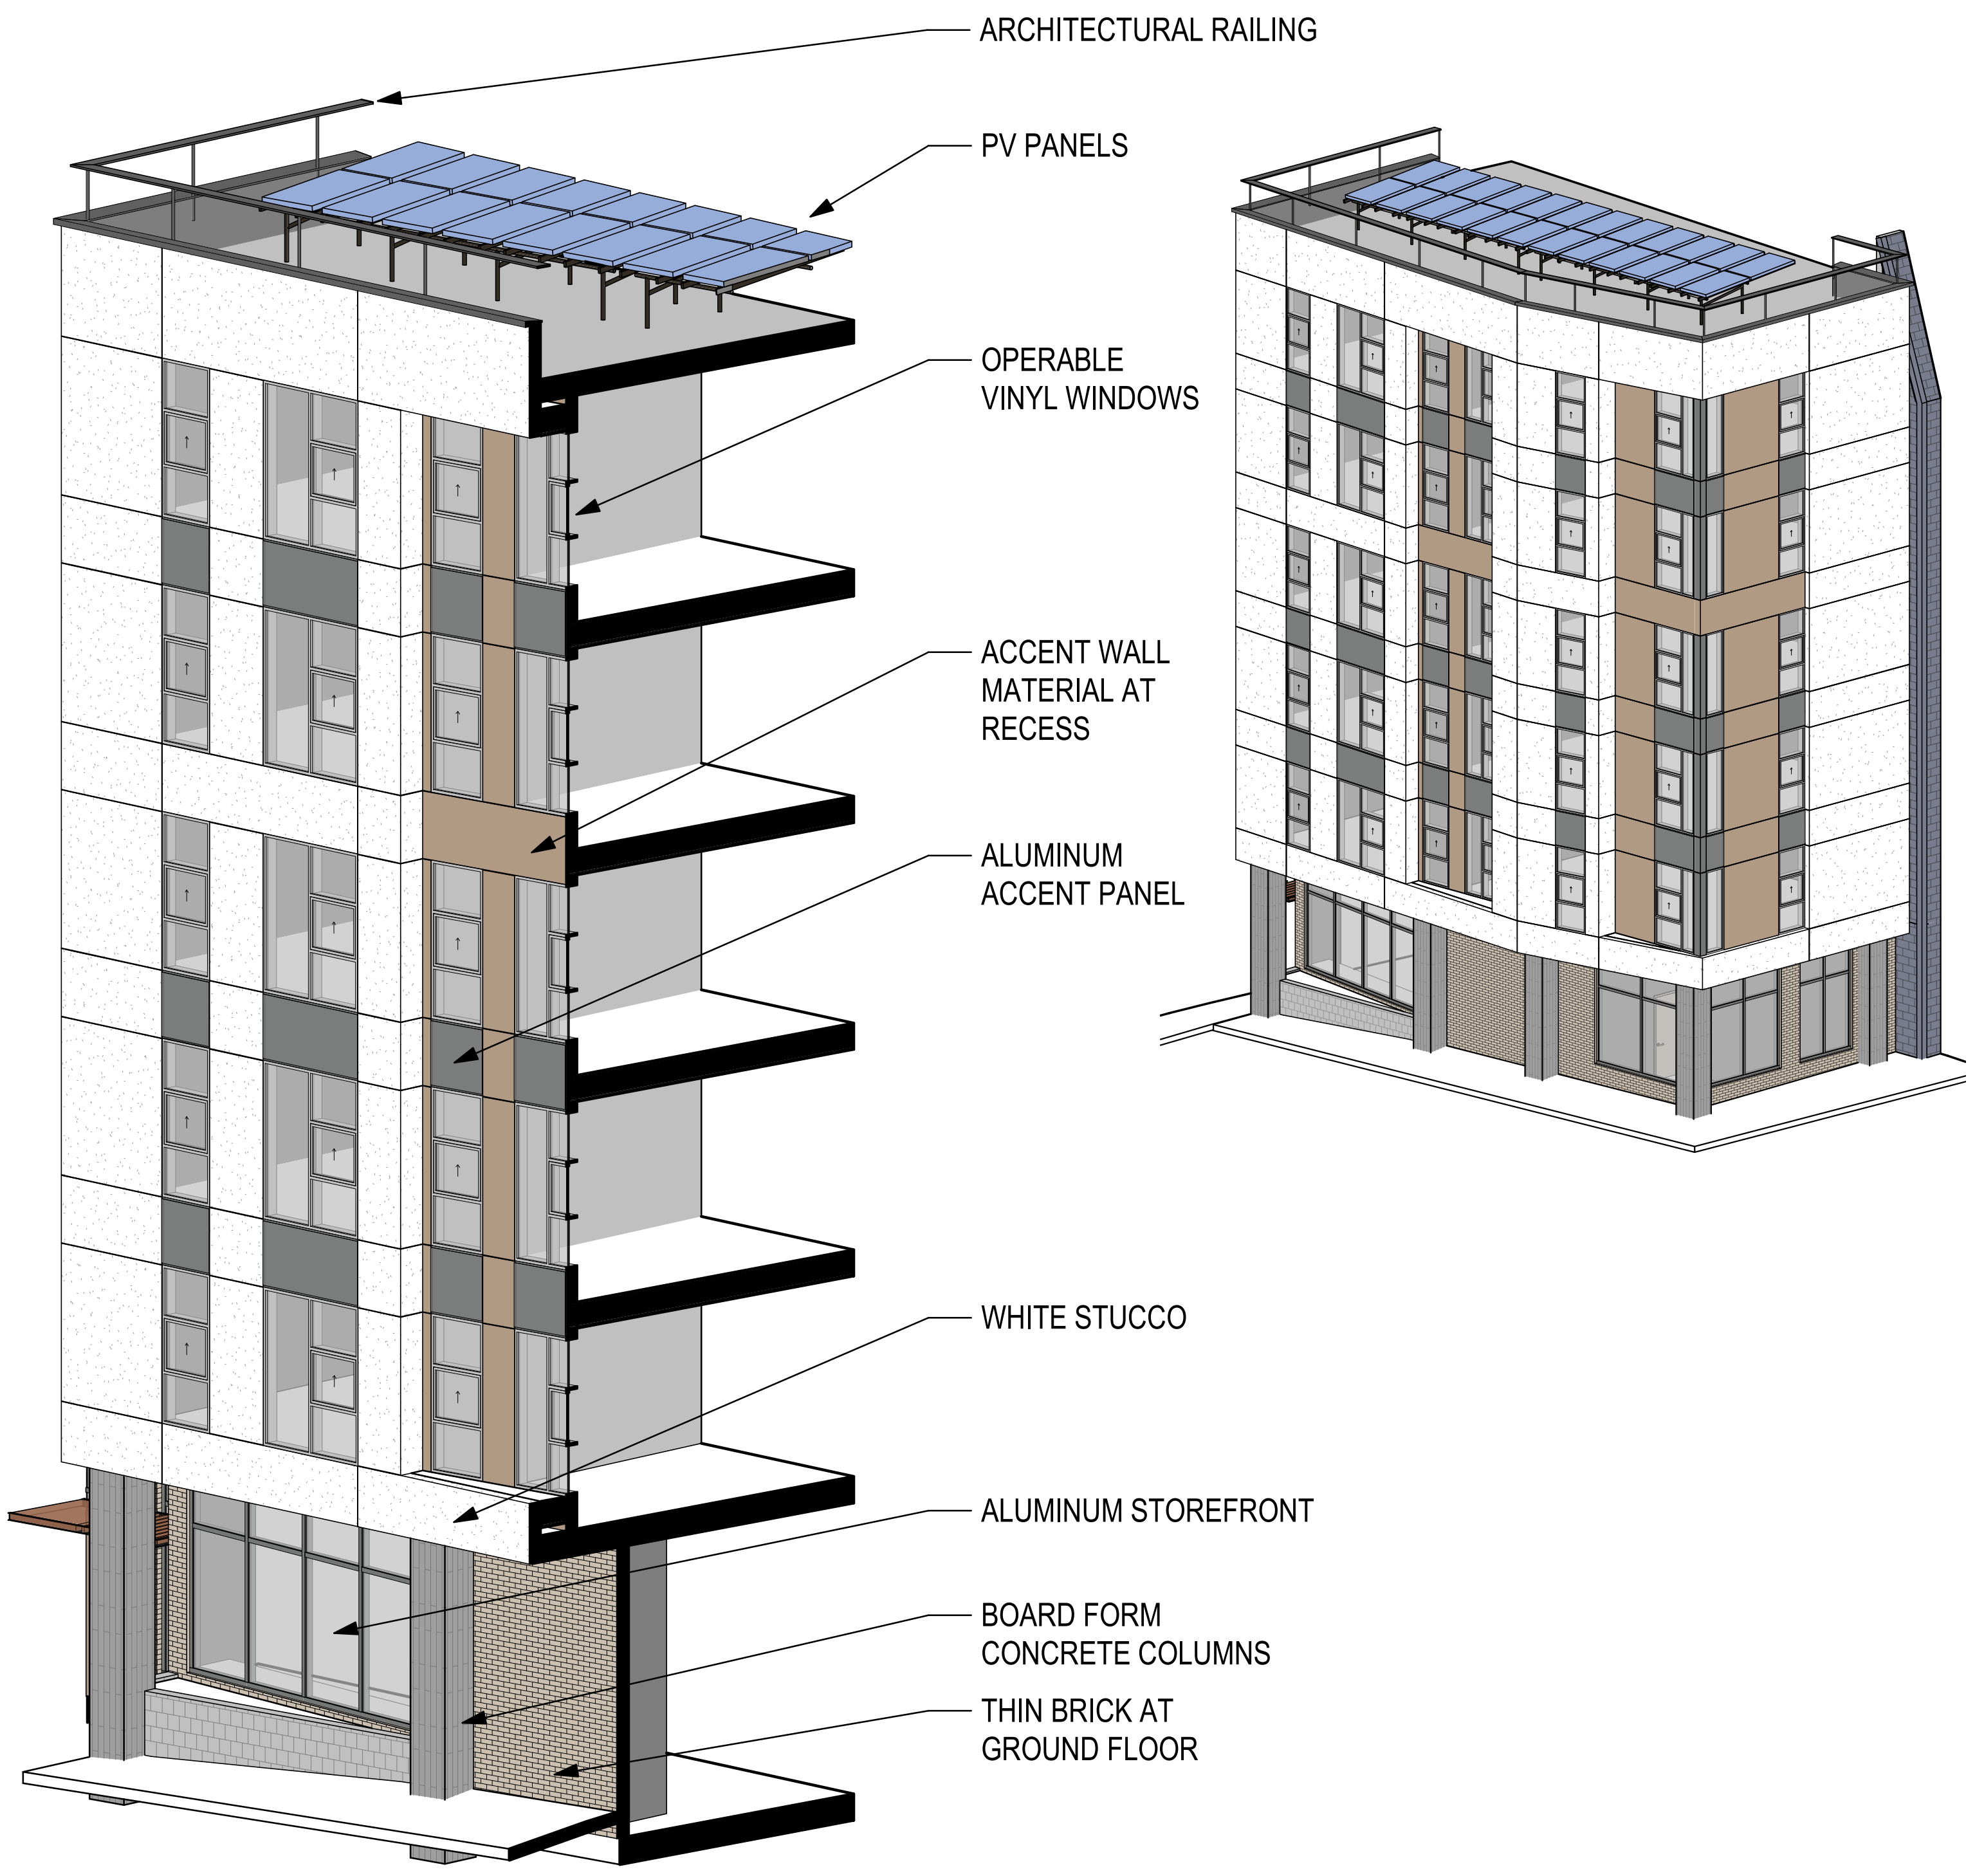 ARCHITECTURAL RAILING
PV PANELS
OPERABLE
VINYL WINDOWS
ACCENT WALL
MATERIAL AT
RECESS
ALUMINUM
ACCENT PANEL
WHITE STUCCO
ALUMINUM STOREFRONT
BOARD FORM
CONCRETE COLUMNS
THIN BRICK AT
GROUND FLOOR